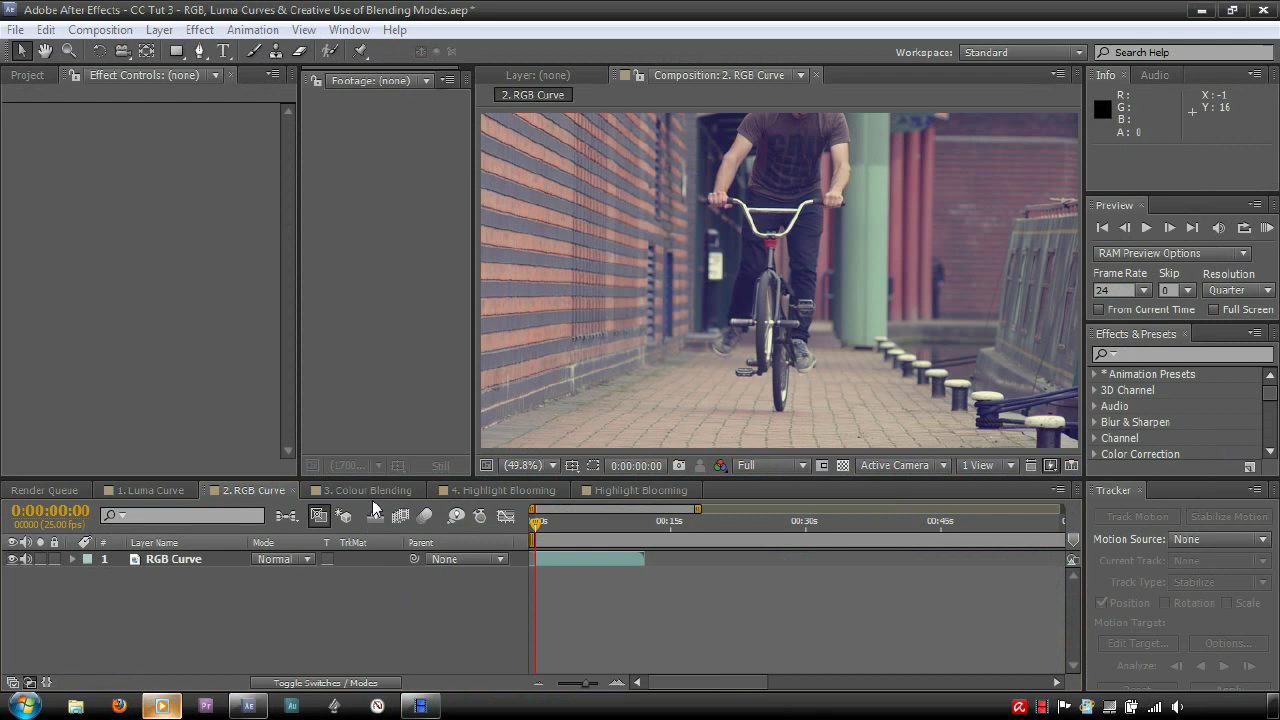 Adobe After Effects - CC Tut 3 - RGB, Luma Curves & Creative Use of Blending Modes.aep *
File Edit Composition Layer Effect Animation View Window Help
Workspace: Standard Search Help
Project Effect Controls: (none) Footage: (none) Layer: (none) Composition: 2. RGB Curve Info Audio
2. RGB Curve
R: X: -1
G: Y: 16
B:
A: 0
Preview
RAM Preview Options
Frame Rate Skip Resolution
24 0 Quarter
From Current Time Full Screen
Effects & Presets
* Animation Presets
3D Channel
Audio
Blur & Sharpen
Channel
Color Correction
(1700... Still (49.8%) 0:00:00:00 Full Active Camera 1 View
Render Queue 1. Luma Curve 2. RGB Curve 3. Colour Blending 4. Highlight Blooming Highlight Blooming Tracker
0:00:00:00
00000 (25.00 fps)
0s 00:15s 00:30s 00:45s
# Layer Name Mode T TrkMat Parent
1 RGB Curve Normal None
Track Motion Stabilize Motion
Motion Source: None
Current Track: None
Track Type: Stabilize
Position Rotation Scale
Motion Target:
Edit Target... Options...
Analyze:
Reset Apply
Toggle Switches / Modes